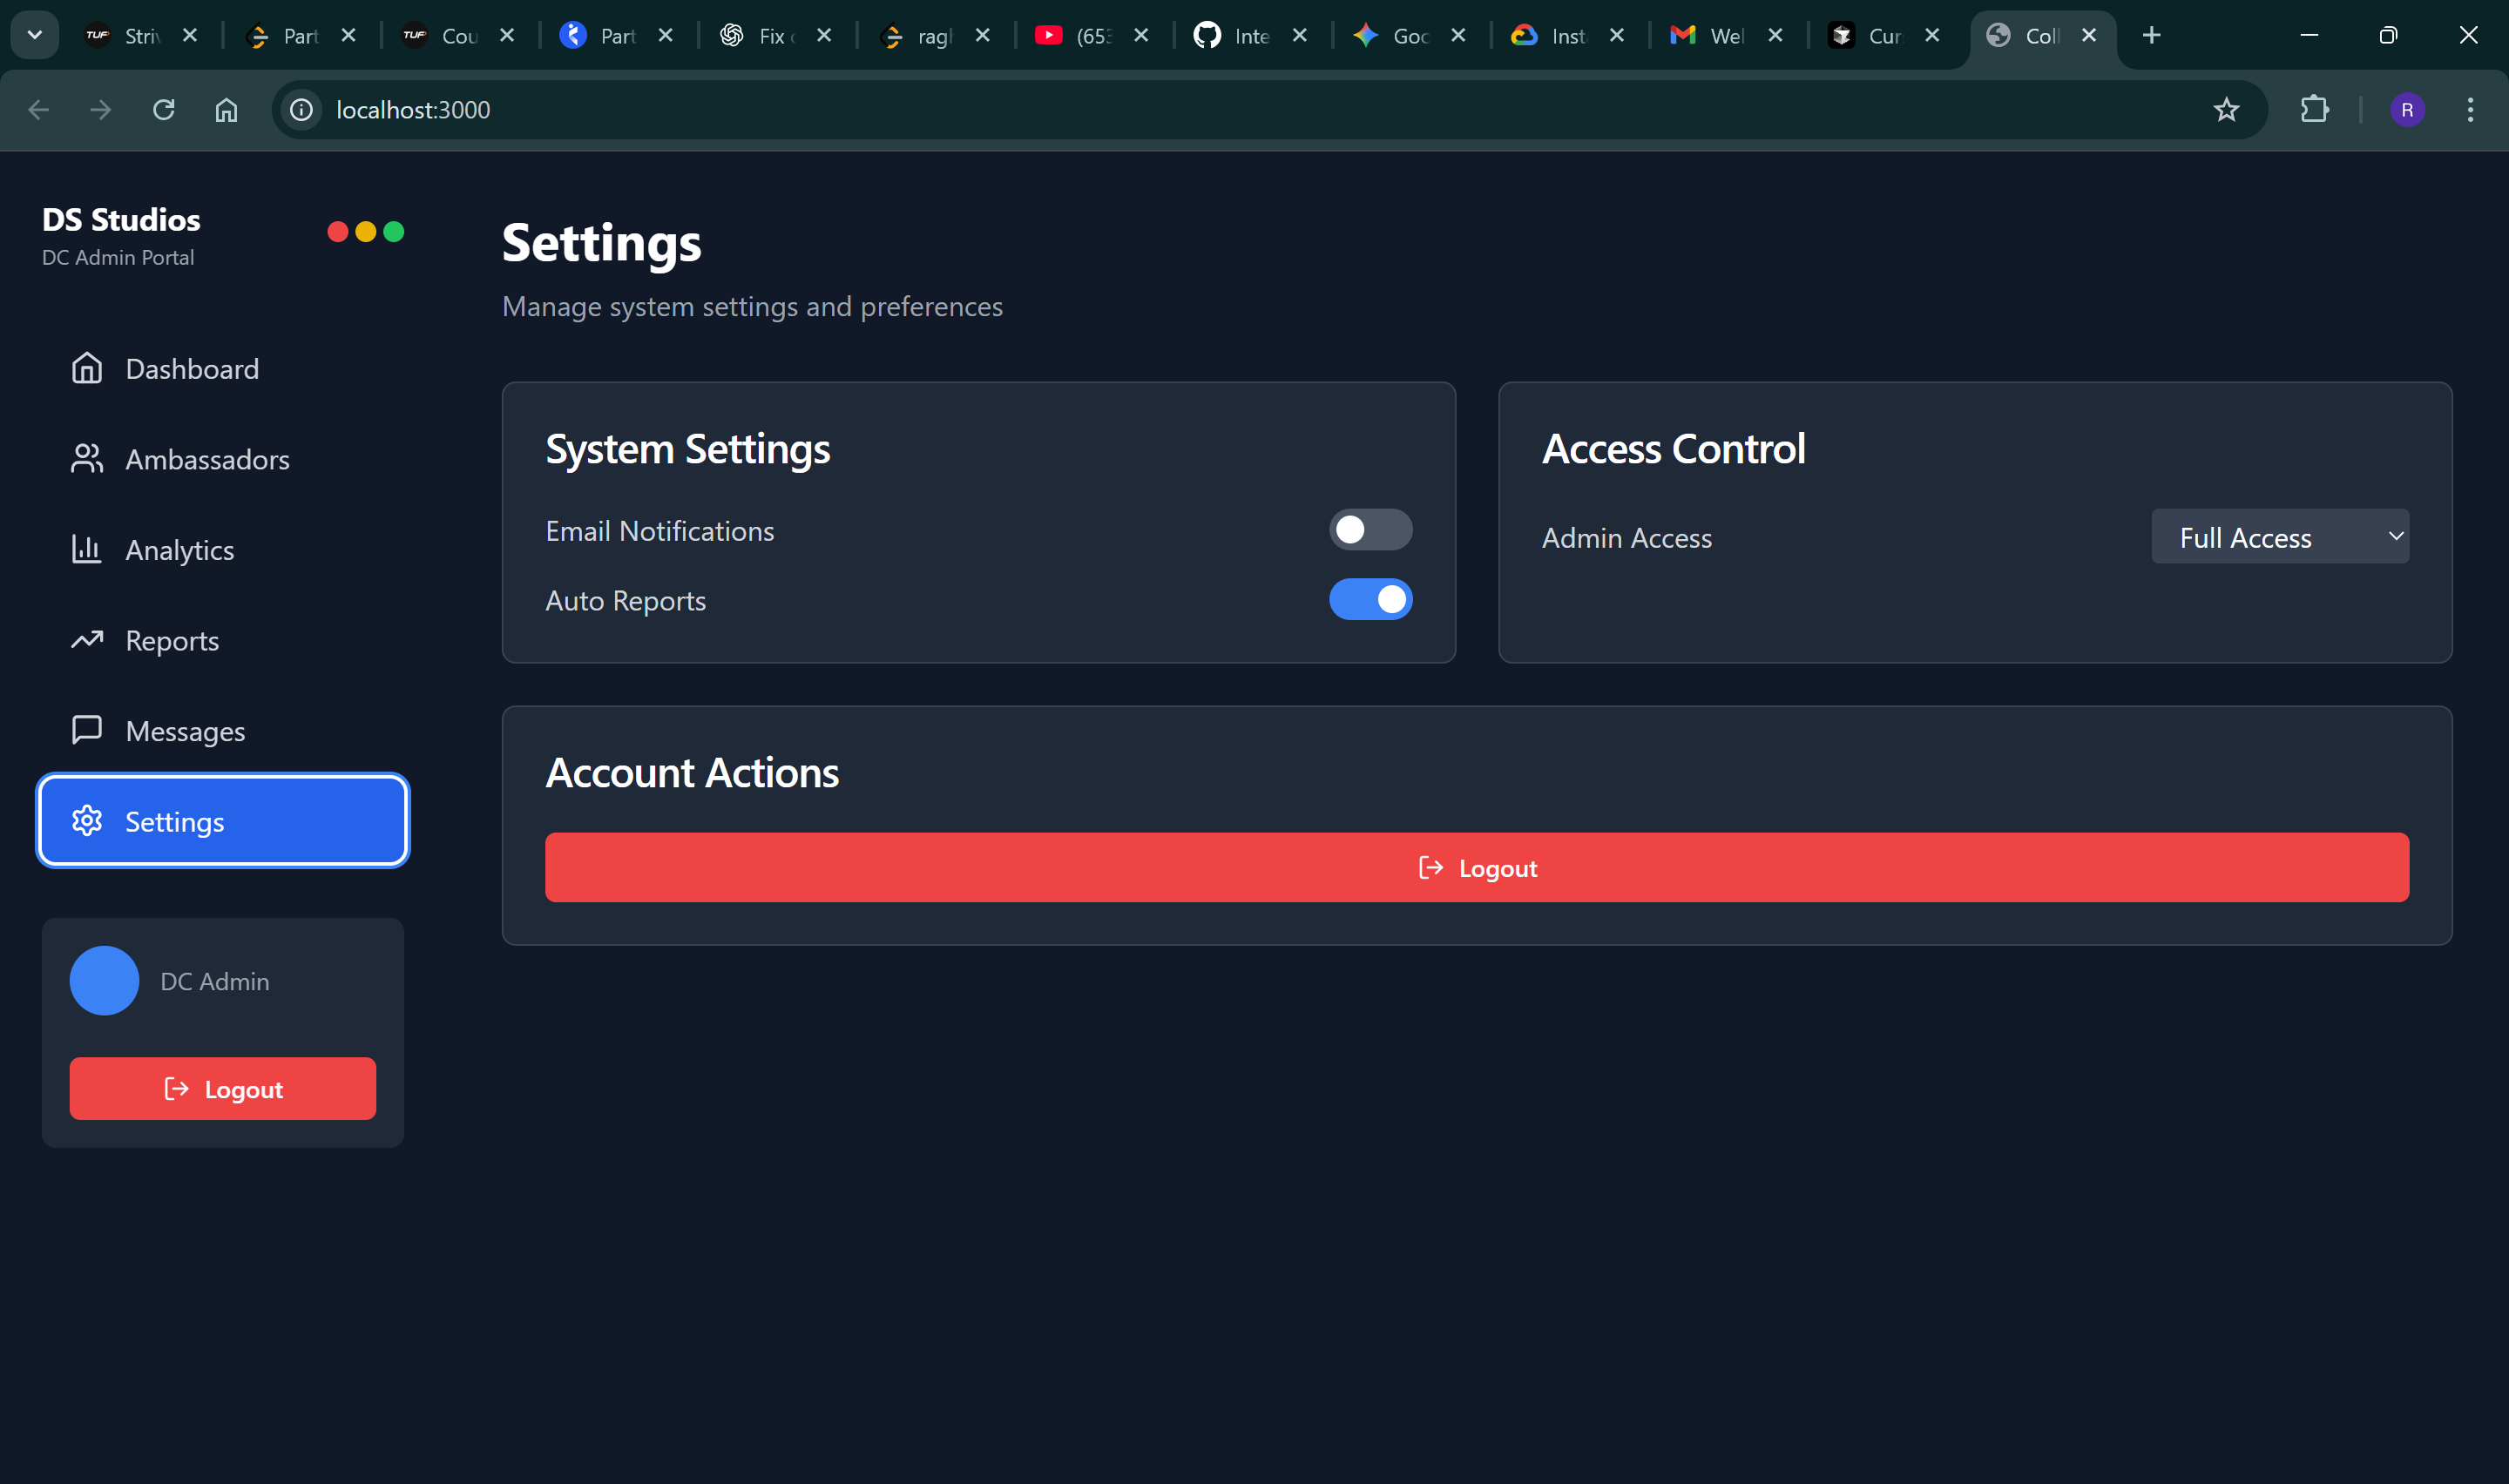 Stri
Part
Cou
Part
Fix
rag
(65
Inte
Goo
Inst
Wel
Cur
Coll
localhost:3000
R
DS Studios
DC Admin Portal
Dashboard
Ambassadors
Analytics
Reports
Messages
Settings
DC Admin
Logout
Settings
Manage system settings and preferences
System Settings
Email Notifications
Auto Reports
Access Control
Admin Access
Full Access
Account Actions
Logout